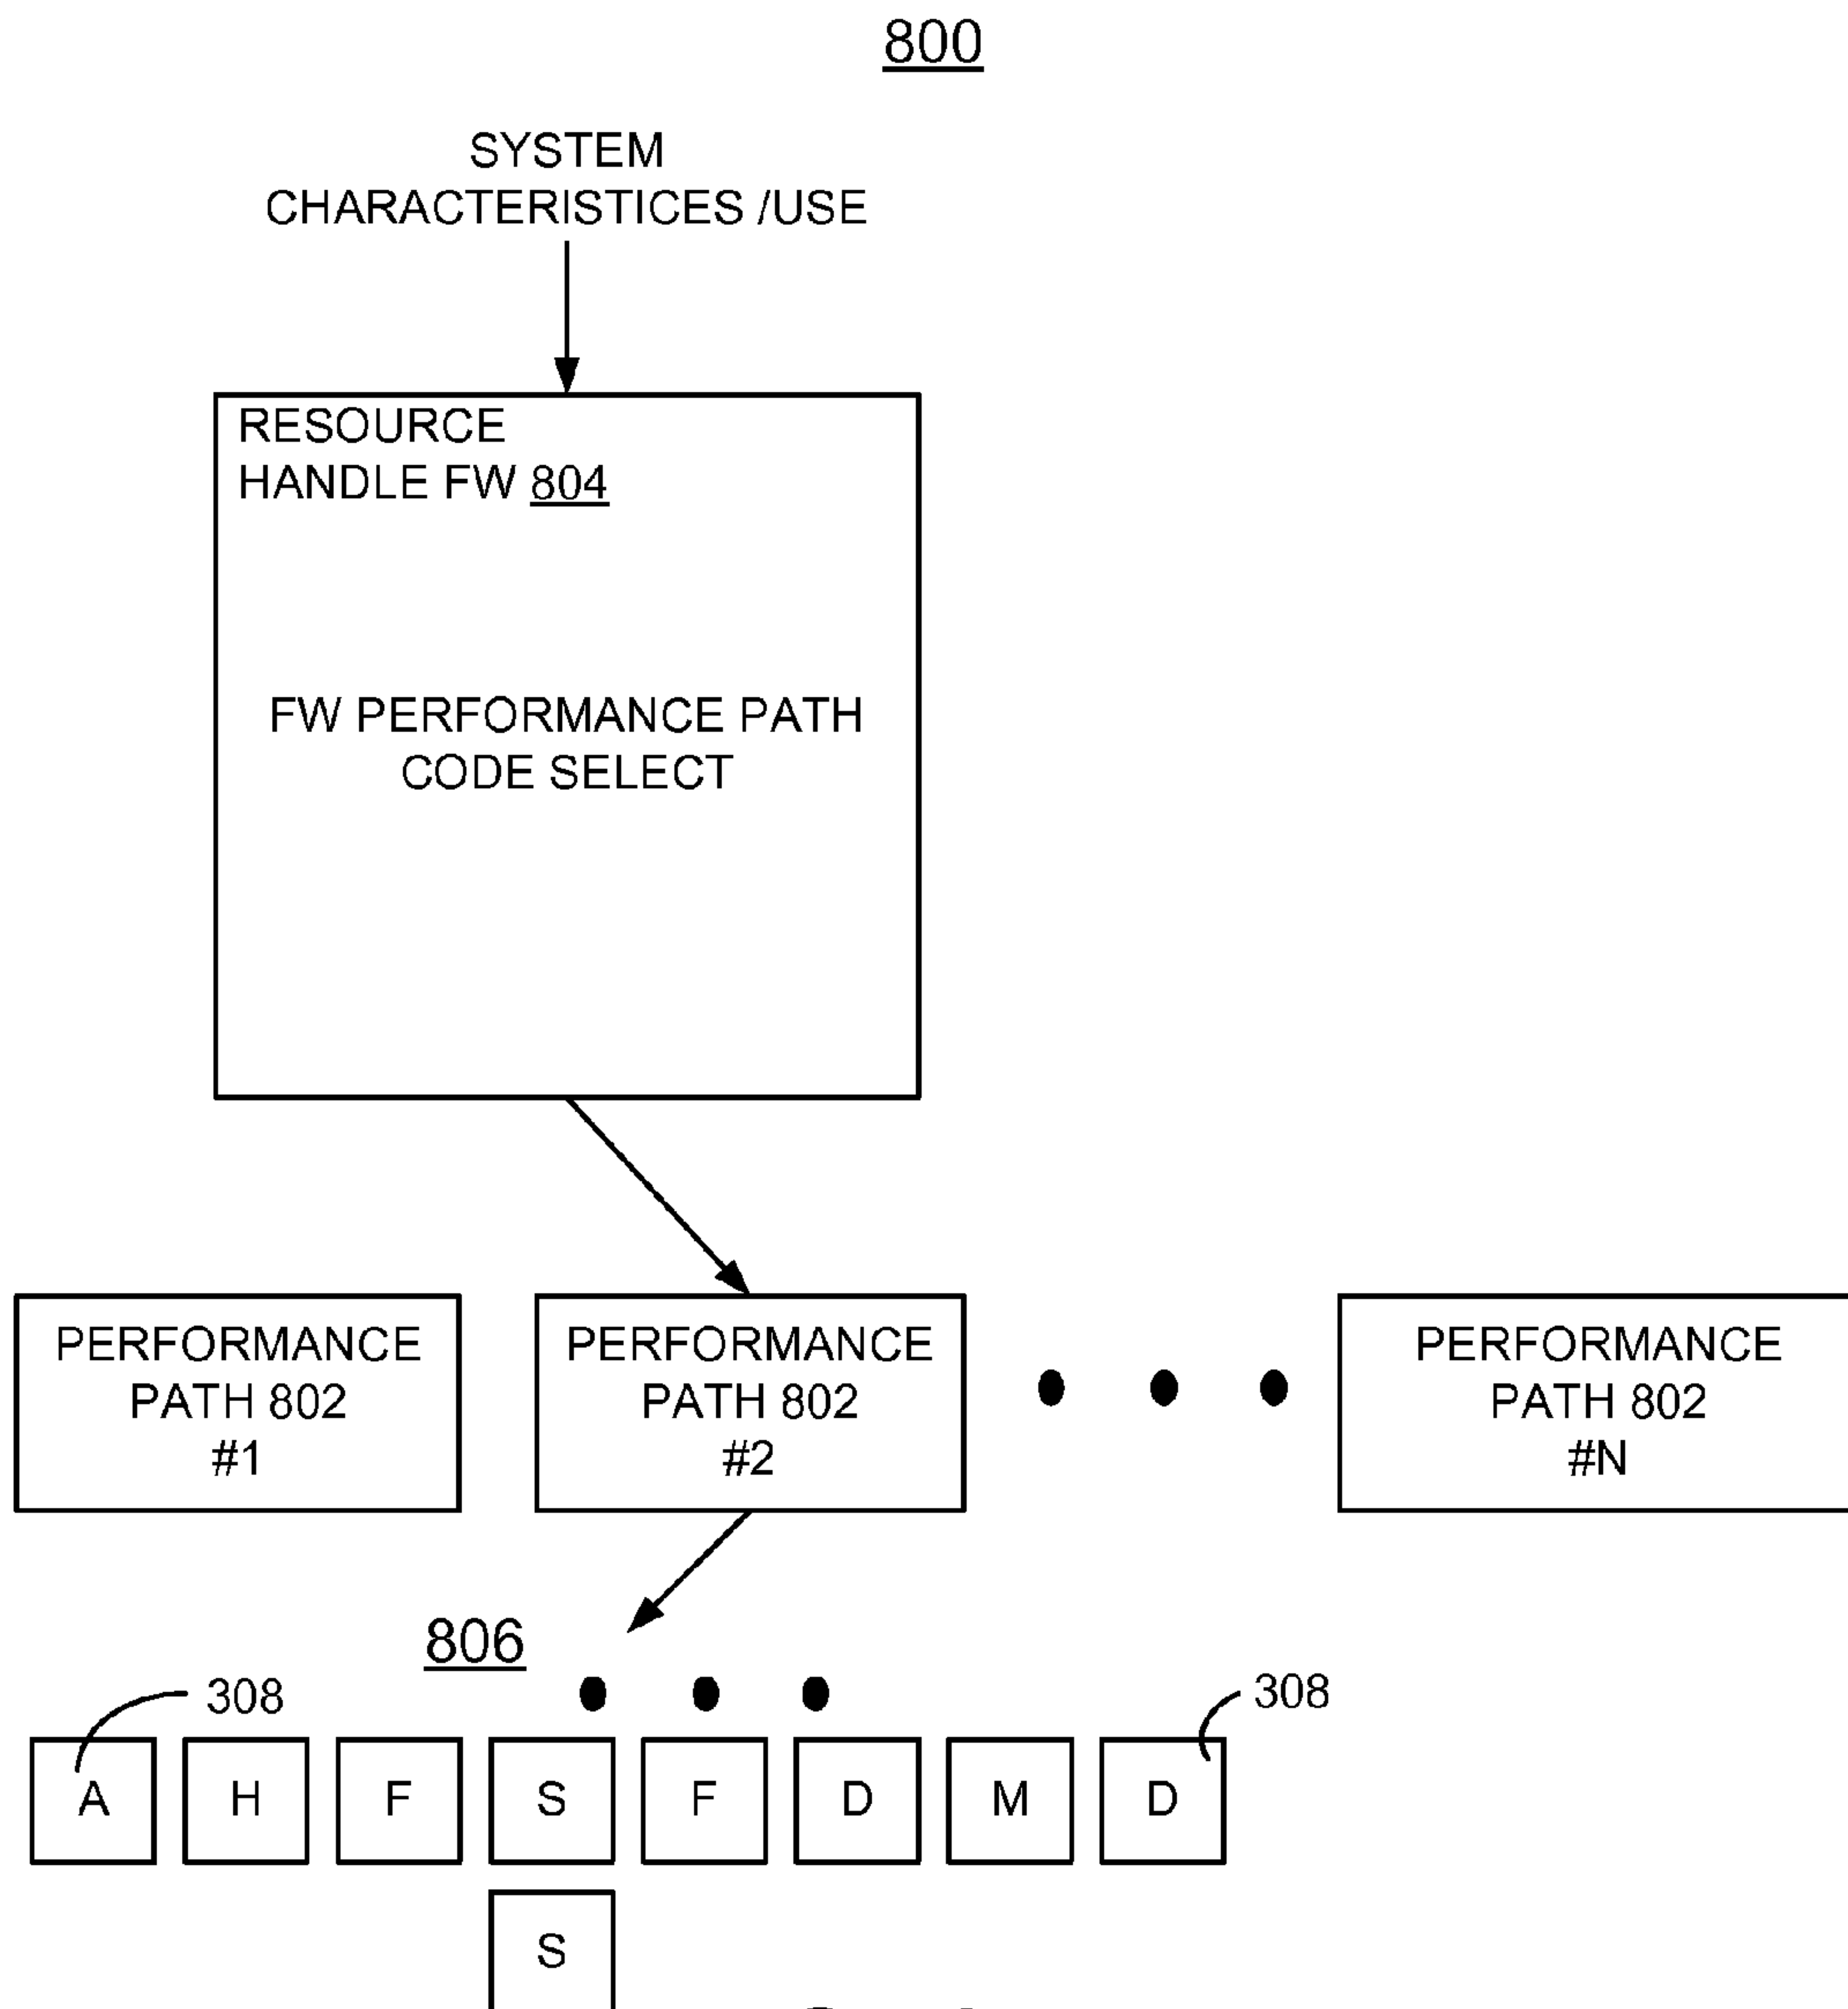 800
SYSTEM
CHARACTERISTICES /USE
RESOURCE
HANDLE FW 804
FW PERFORMANCE PATH
CODE SELECT
PERFORMANCE
PATH 802
#1
PERFORMANCE
PATH 802
#2
PERFORMANCE
PATH 802
#N
806
308
308
A H F S F D M D
S